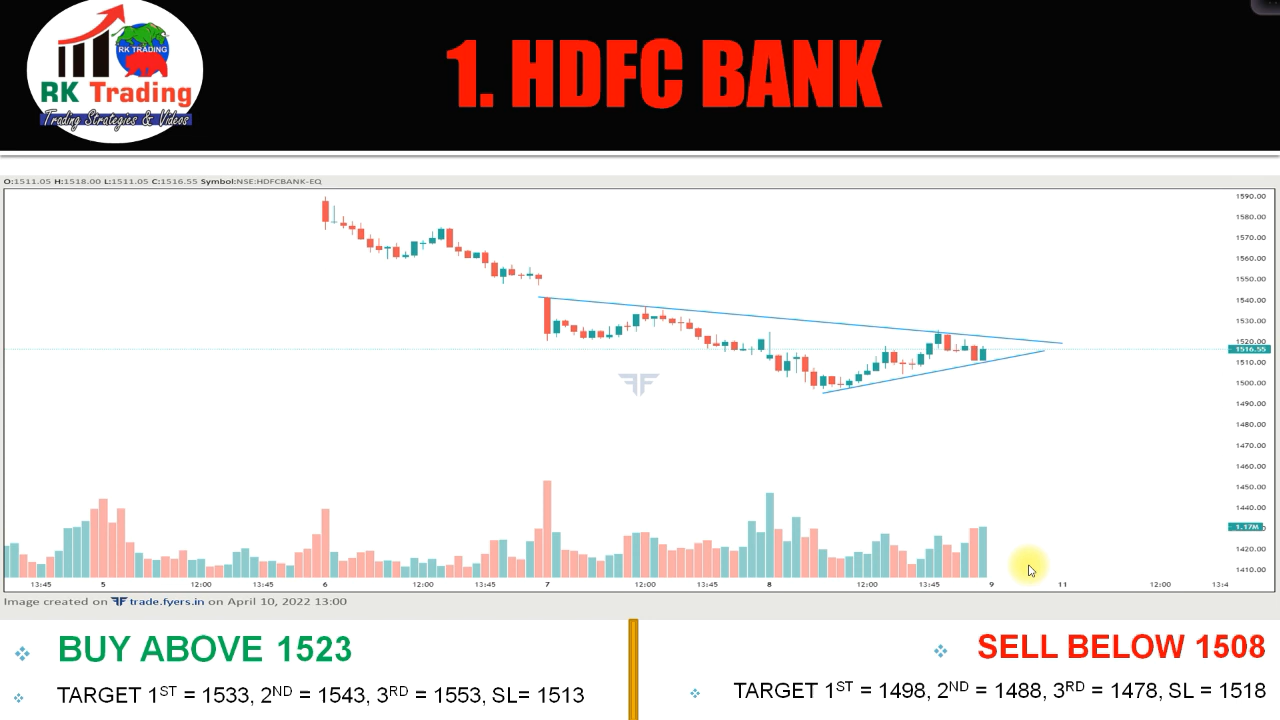 1. HDFC BANK
RK TRADING
RK Trading
Trading Strategies & Videos
O:1511.05 H:1518.00 L:1511.05 C:1516.55 Symbol:NSE:HDFCBANK-EQ
1590.00
1580.00
1570.00
1560.00
1550.00
1540.00
1530.00
1520.00
1516.55
1510.00
1500.00
1490.00
1480.00
1470.00
1460.00
1450.00
1440.00
1.17M
1420.00
1410.00
13:45 5 12:00 13:45 6 12:00 13:45 7 12:00 13:45 8 12:00 13:45 9 11 12:00 13:4
Image created on trade.fyers.in on April 10, 2022 13:00
BUY ABOVE 1523
TARGET 1ST = 1533, 2ND = 1543, 3RD = 1553, SL= 1513
SELL BELOW 1508
TARGET 1ST = 1498, 2ND = 1488, 3RD = 1478, SL = 1518